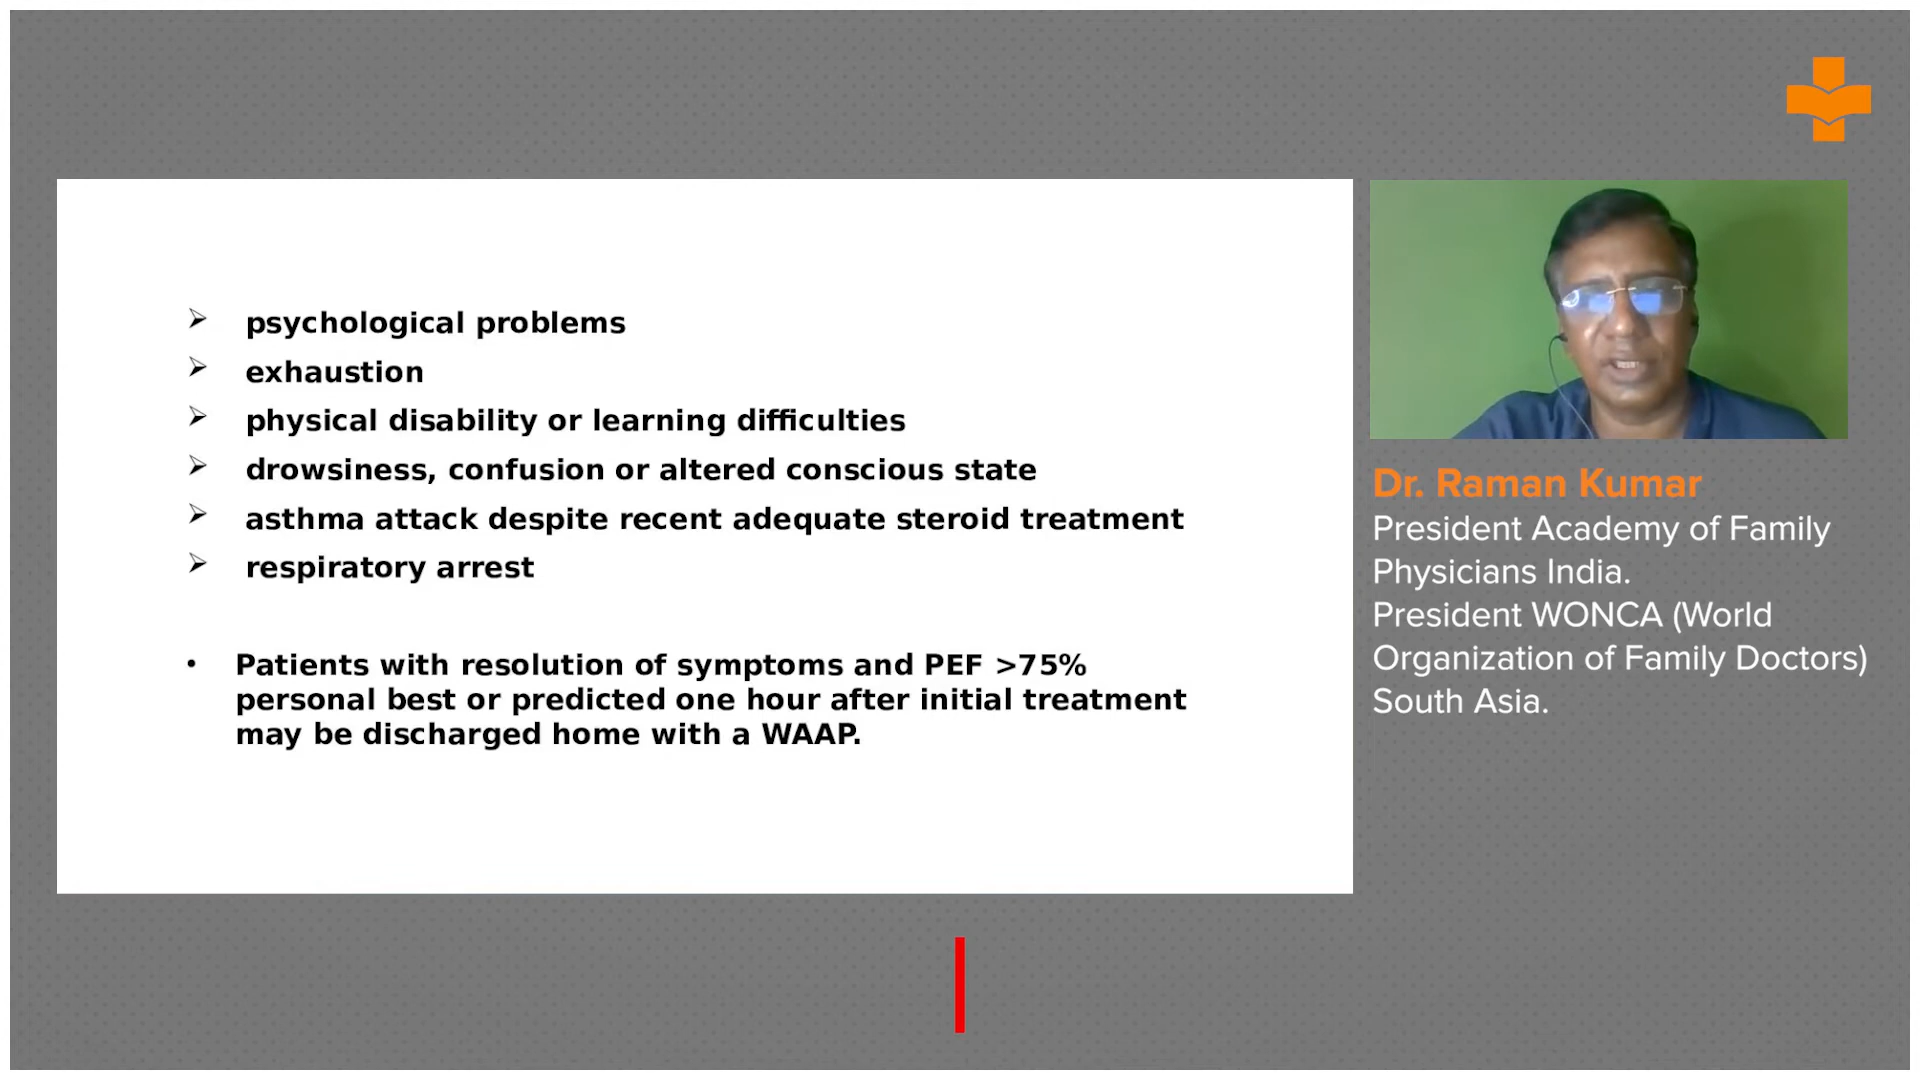 ➢ psychological problems
➢ exhaustion
➢ physical disability or learning difficulties
➢ drowsiness, confusion or altered conscious state
➢ asthma attack despite recent adequate steroid treatment
➢ respiratory arrest
• Patients with resolution of symptoms and PEF >75%
personal best or predicted one hour after initial treatment
may be discharged home with a WAAP.
Dr. Raman Kumar
President Academy of Family
Physicians India.
President WONCA (World
Organization of Family Doctors)
South Asia.